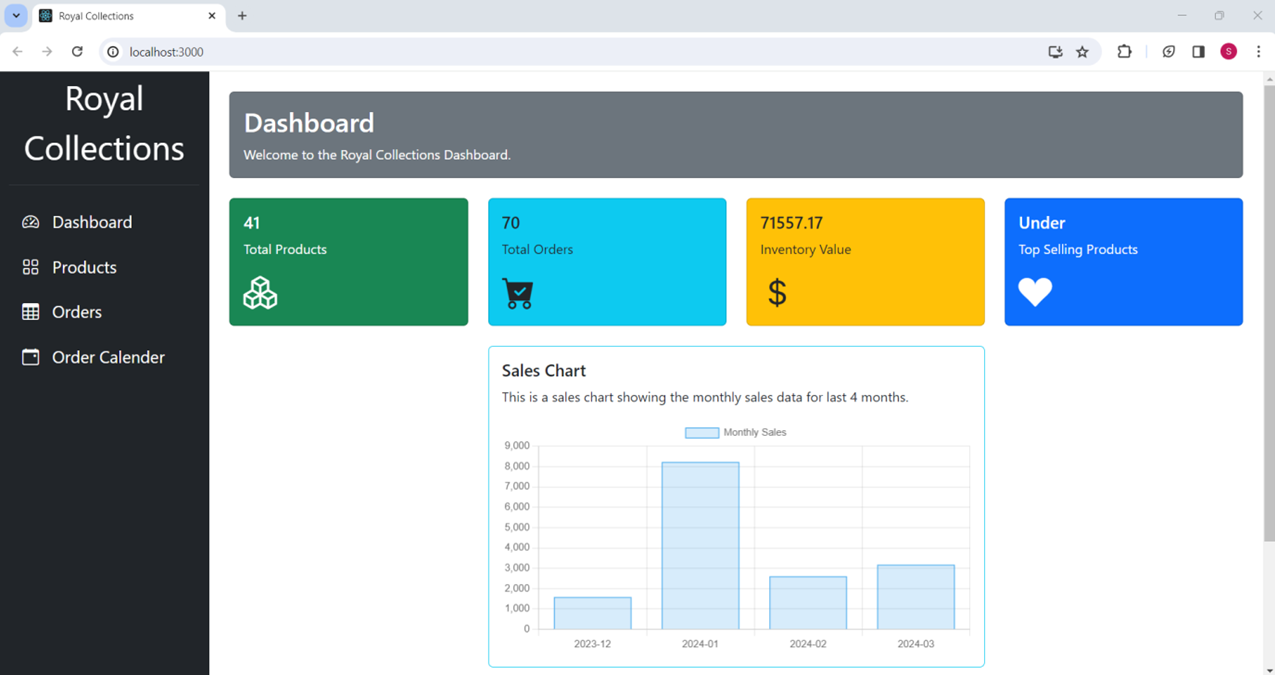 Royal Collections
localhost:3000
S
Royal
Collections
Dashboard
Products
Orders
Order Calender
Dashboard
Welcome to the Royal Collections Dashboard.
41
Total Products
70
Total Orders
71557.17
Inventory Value
$
Under
Top Selling Products
Sales Chart
This is a sales chart showing the monthly sales data for last 4 months.
Monthly Sales
9,000
8,000
7,000
6,000
5,000
4,000
3,000
2,000
1,000
0
2023-12 2024-01 2024-02 2024-03